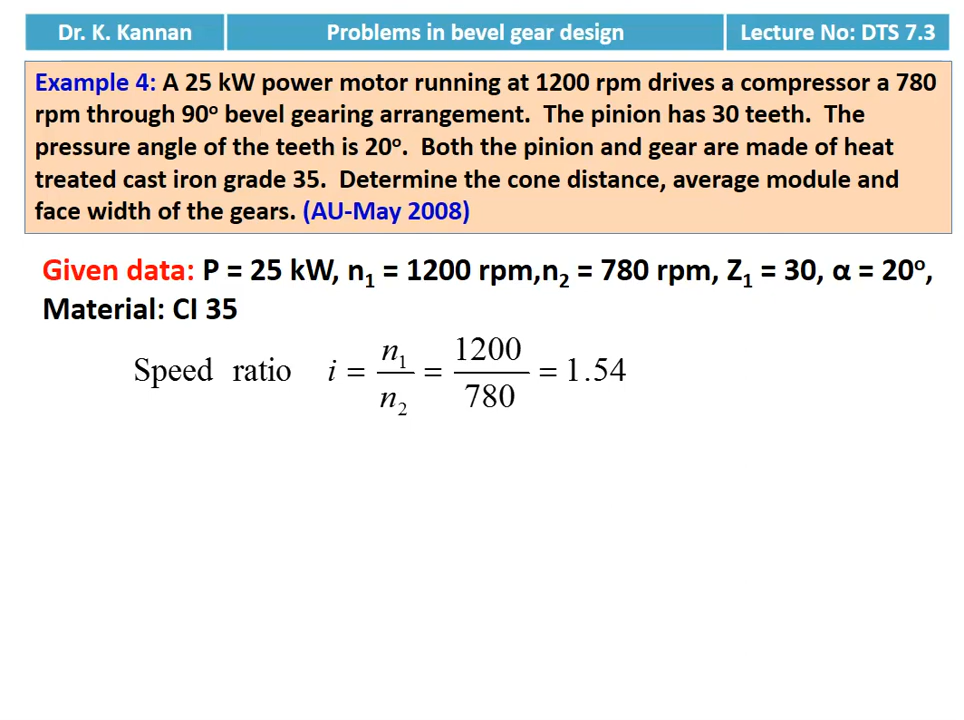 Dr. K. Kannan
Problems in bevel gear design
Lecture No: DTS 7.3
Example 4: A 25 kW power motor running at 1200 rpm drives a compressor a 780
rpm through 90º bevel gearing arrangement. The pinion has 30 teeth. The
pressure angle of the teeth is 20º. Both the pinion and gear are made of heat
treated cast iron grade 35. Determine the cone distance, average module and
face width of the gears. (AU-May 2008)
Given data: P = 25 kW, n₁ = 1200 rpm,n₂ = 780 rpm, Z₁ = 30, α = 20º,
Material: CI 35
Speed ratio i = n₁/n₂ = 1200/780 = 1.54